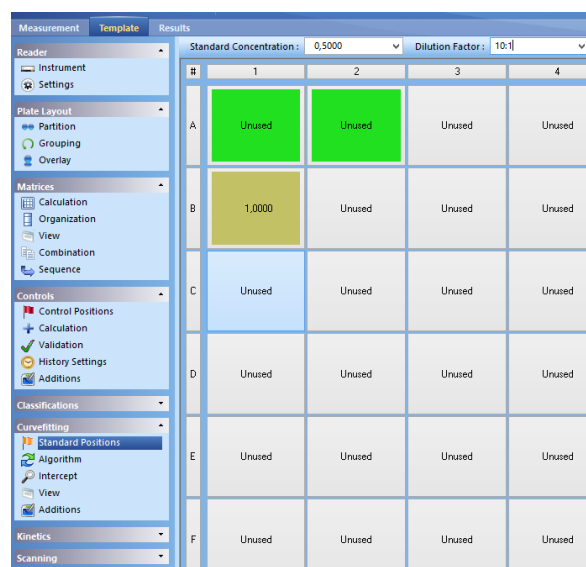 Measurement Template Results
Reader
Instrument
Settings
Plate Layout
Partition
Grouping
Overlay
Matrices
Calculation
Organization
View
Combination
Sequence
Controls
Control Positions
Calculation
Validation
History Settings
Additions
Classifications
Curvefitting
Standard Positions
Algorithm
Intercept
View
Additions
Kinetics
Scanning
Standard Concentration : 0,5000 Dilution Factor : 10:1
# 1 2 3 4
A Unused Unused Unused Unused
B 1,0000 Unused Unused Unused
C Unused Unused Unused Unused
D Unused Unused Unused Unused
E Unused Unused Unused Unused
F Unused Unused Unused Unused